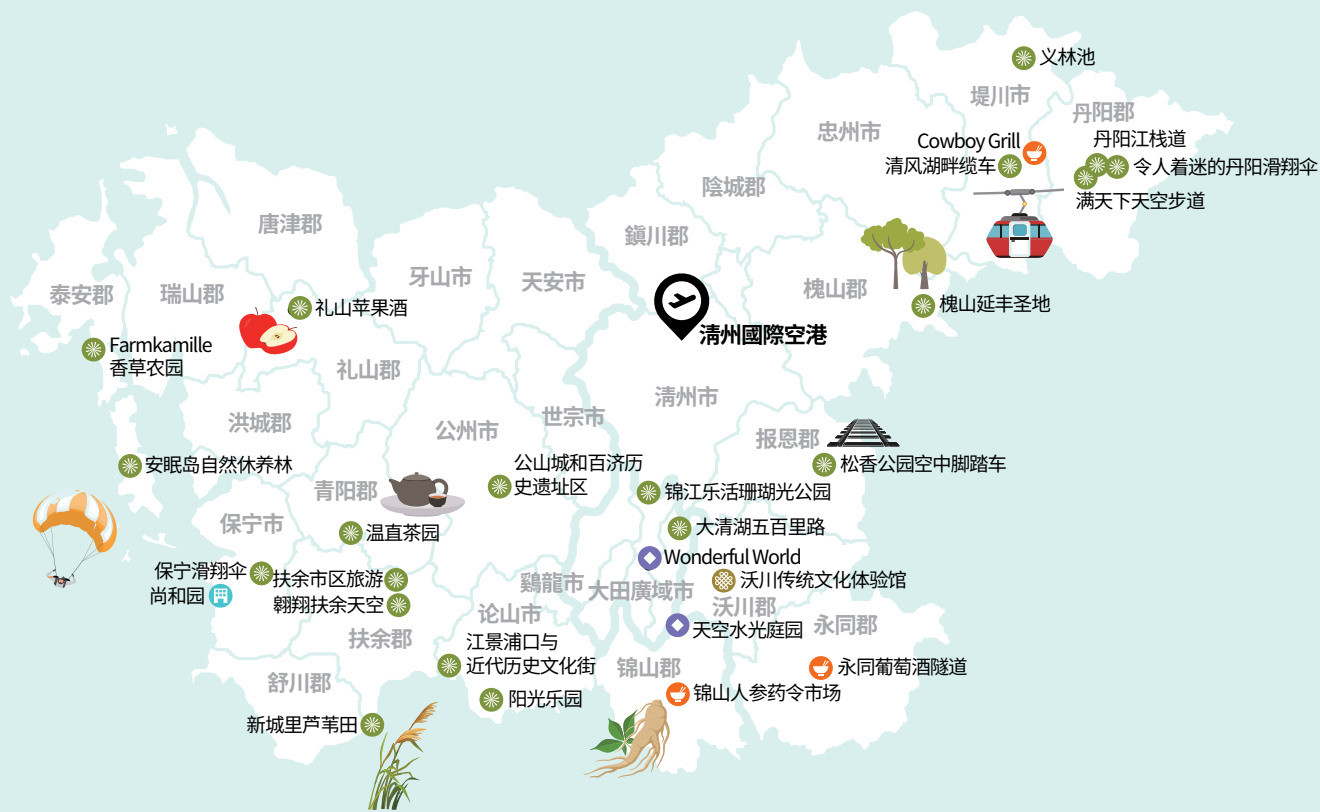 义林池
堤川市
丹阳郡
忠州市
丹阳江栈道
Cowboy Grill
清风湖畔缆车
令人着迷的丹阳滑翔伞
满天下天空步道
陰城郡
唐津郡
鎭川郡
牙山市
天安市
槐山郡
泰安郡
瑞山郡
礼山苹果酒
槐山延丰圣地
淸州國際空港
Farmkamille
香草农园
礼山郡
淸州市
洪城郡
公州市
世宗市
报恩郡
安眠岛自然休养林
公山城和百济历
史遗址区
松香公园空中脚踏车
青阳郡
锦江乐活珊瑚光公园
保宁市
温直茶园
大清湖五百里路
Wonderful World
保宁滑翔伞
扶余市区旅游
沃川传统文化体验馆
鷄龍市
大田廣域市
尚和园
翱翔扶余天空
论山市
沃川郡
天空水光庭园
永同郡
扶余郡
江景浦口与
近代历史文化街
锦山郡
永同葡萄酒隧道
舒川郡
阳光乐园
锦山人参药令市场
新城里芦苇田